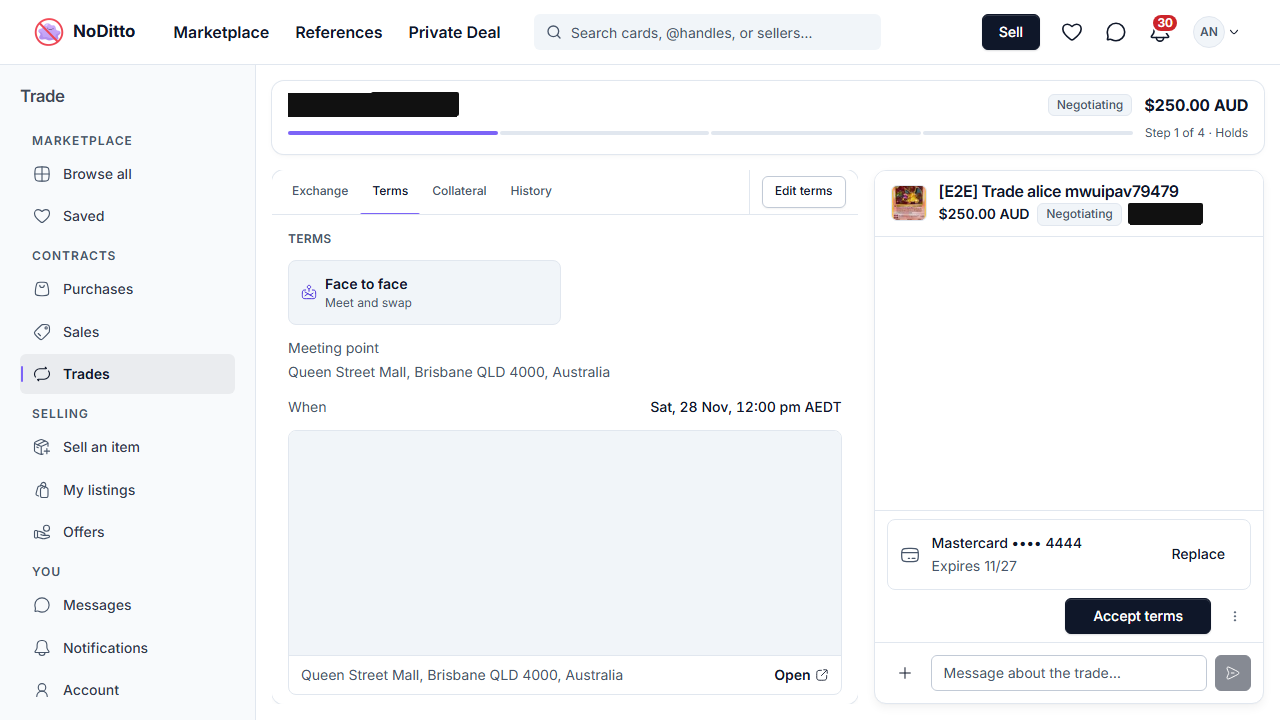 NoDitto
Marketplace
References
Private Deal
Search cards, @handles, or sellers...
Sell
30
AN
Trade
MARKETPLACE
Browse all
Saved
CONTRACTS
Purchases
Sales
Trades
SELLING
Sell an item
My listings
Offers
YOU
Messages
Notifications
Account
Negotiating
$250.00 AUD
Step 1 of 4 · Holds
Exchange
Terms
Collateral
History
Edit terms
TERMS
Face to face
Meet and swap
Meeting point
Queen Street Mall, Brisbane QLD 4000, Australia
When
Sat, 28 Nov, 12:00 pm AEDT
Queen Street Mall, Brisbane QLD 4000, Australia
Open
[E2E] Trade alice mwuipav79479
$250.00 AUD
Negotiating
Mastercard •••• 4444
Expires 11/27
Replace
Accept terms
Message about the trade...